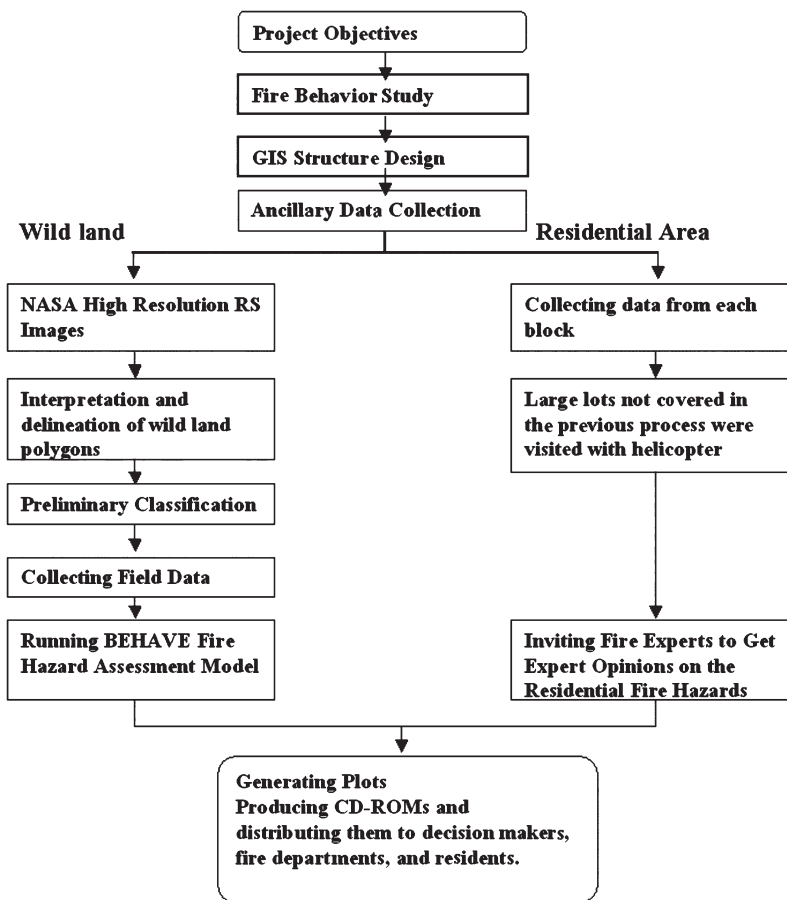 Project Objectives
Fire Behavior Study
GIS Structure Design
Ancillary Data Collection
Wild land
Residential Area
NASA High Resolution RS
Images
Interpretation and
delineation of wild land
polygons
Preliminary Classification
Collecting Field Data
Running BEHAVE Fire
Hazard Assessment Model
Collecting data from each
block
Large lots not covered in
the previous process were
visited with helicopter
Inviting Fire Experts to Get
Expert Opinions on the
Residential Fire Hazards
Generating Plots
Producing CD-ROMs and
distributing them to decision makers,
fire departments, and residents.